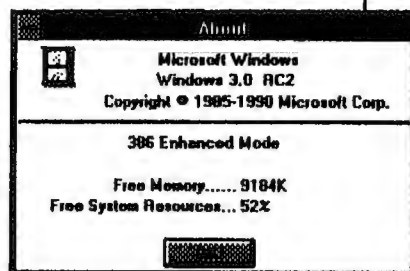 About
Microsoft Windows
Windows 3.0 RC2
Copyright © 1985-1990 Microsoft Corp.
386 Enhanced Mode
Free Memory...... 9184K
Free System Resources... 52%